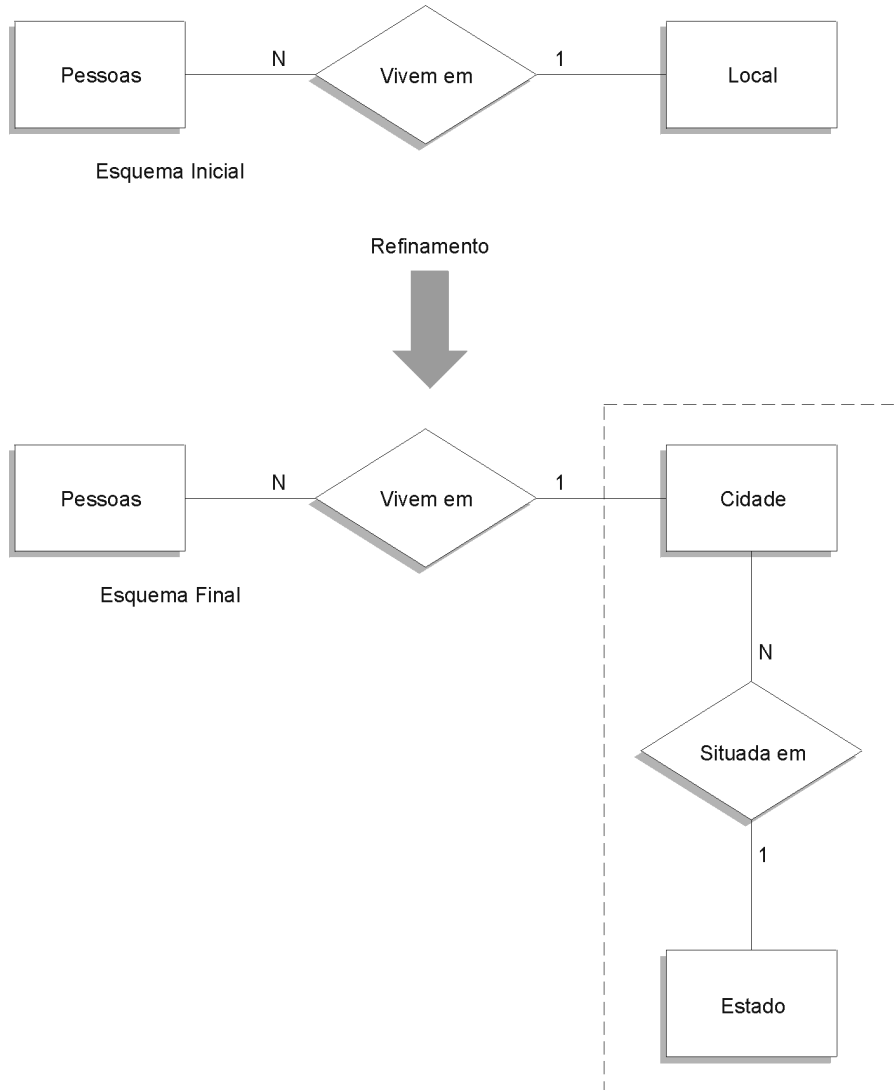 Pessoas
N
Vivem em
1
Local
Esquema Inicial
Refinamento
Pessoas
N
Vivem em
1
Cidade
Esquema Final
N
Situada em
1
Estado